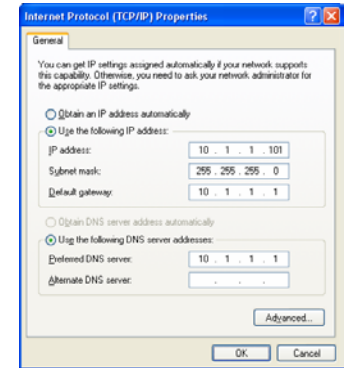 Internet Protocol (TCP/IP) Properties
General
You can get IP settings assigned automatically if your network supports
this capability. Otherwise, you need to ask your network administrator for
the appropriate IP settings.
Obtain an IP address automatically
Use the following IP address:
IP address: 10 . 1 . 1 . 101
Subnet mask: 255 . 255 . 255 . 0
Default gateway: 10 . 1 . 1 . 1
Obtain DNS server address automatically
Use the following DNS server addresses:
Preferred DNS server: 10 . 1 . 1 . 1
Alternate DNS server: . . .
Advanced...
OK Cancel